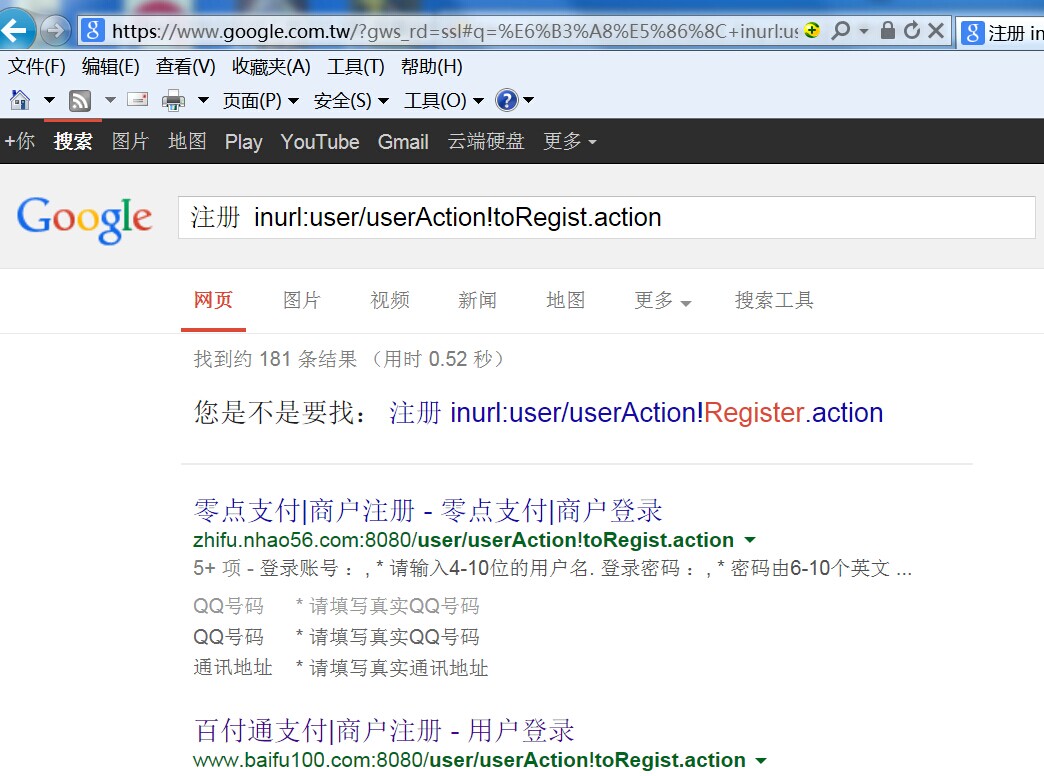 https://www.google.com.tw/?gws_rd=ssl#q=%E6%B3%A8%E5%86%8C+inurl:us
注册 in
文件(F) 编辑(E) 查看(V) 收藏夹(A) 工具(T) 帮助(H)
页面(P) 安全(S) 工具(O)
+你 搜索 图片 地图 Play YouTube Gmail 云端硬盘 更多
Google 注册 inurl:user/userAction!toRegist.action
网页 图片 视频 新闻 地图 更多 搜索工具
找到约 181 条结果 （用时 0.52 秒）
您是不是要找： 注册 inurl:user/userAction!Register.action
零点支付|商户注册 - 零点支付|商户登录
zhifu.nhao56.com:8080/user/userAction!toRegist.action
5+ 项 - 登录账号：, * 请输入4-10位的用户名. 登录密码：, * 密码由6-10个英文 ...
QQ号码 * 请填写真实QQ号码
QQ号码 * 请填写真实QQ号码
通讯地址 * 请填写真实通讯地址
百付通支付|商户注册 - 用户登录
www.baifu100.com:8080/user/userAction!toRegist.action